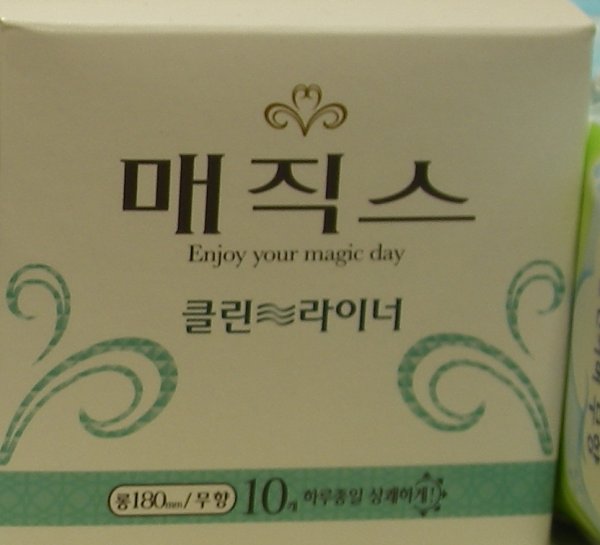 매직스
Enjoy your magic day
클린 라이너
롱180mm/무향 10개 하루종일 상쾌하게!